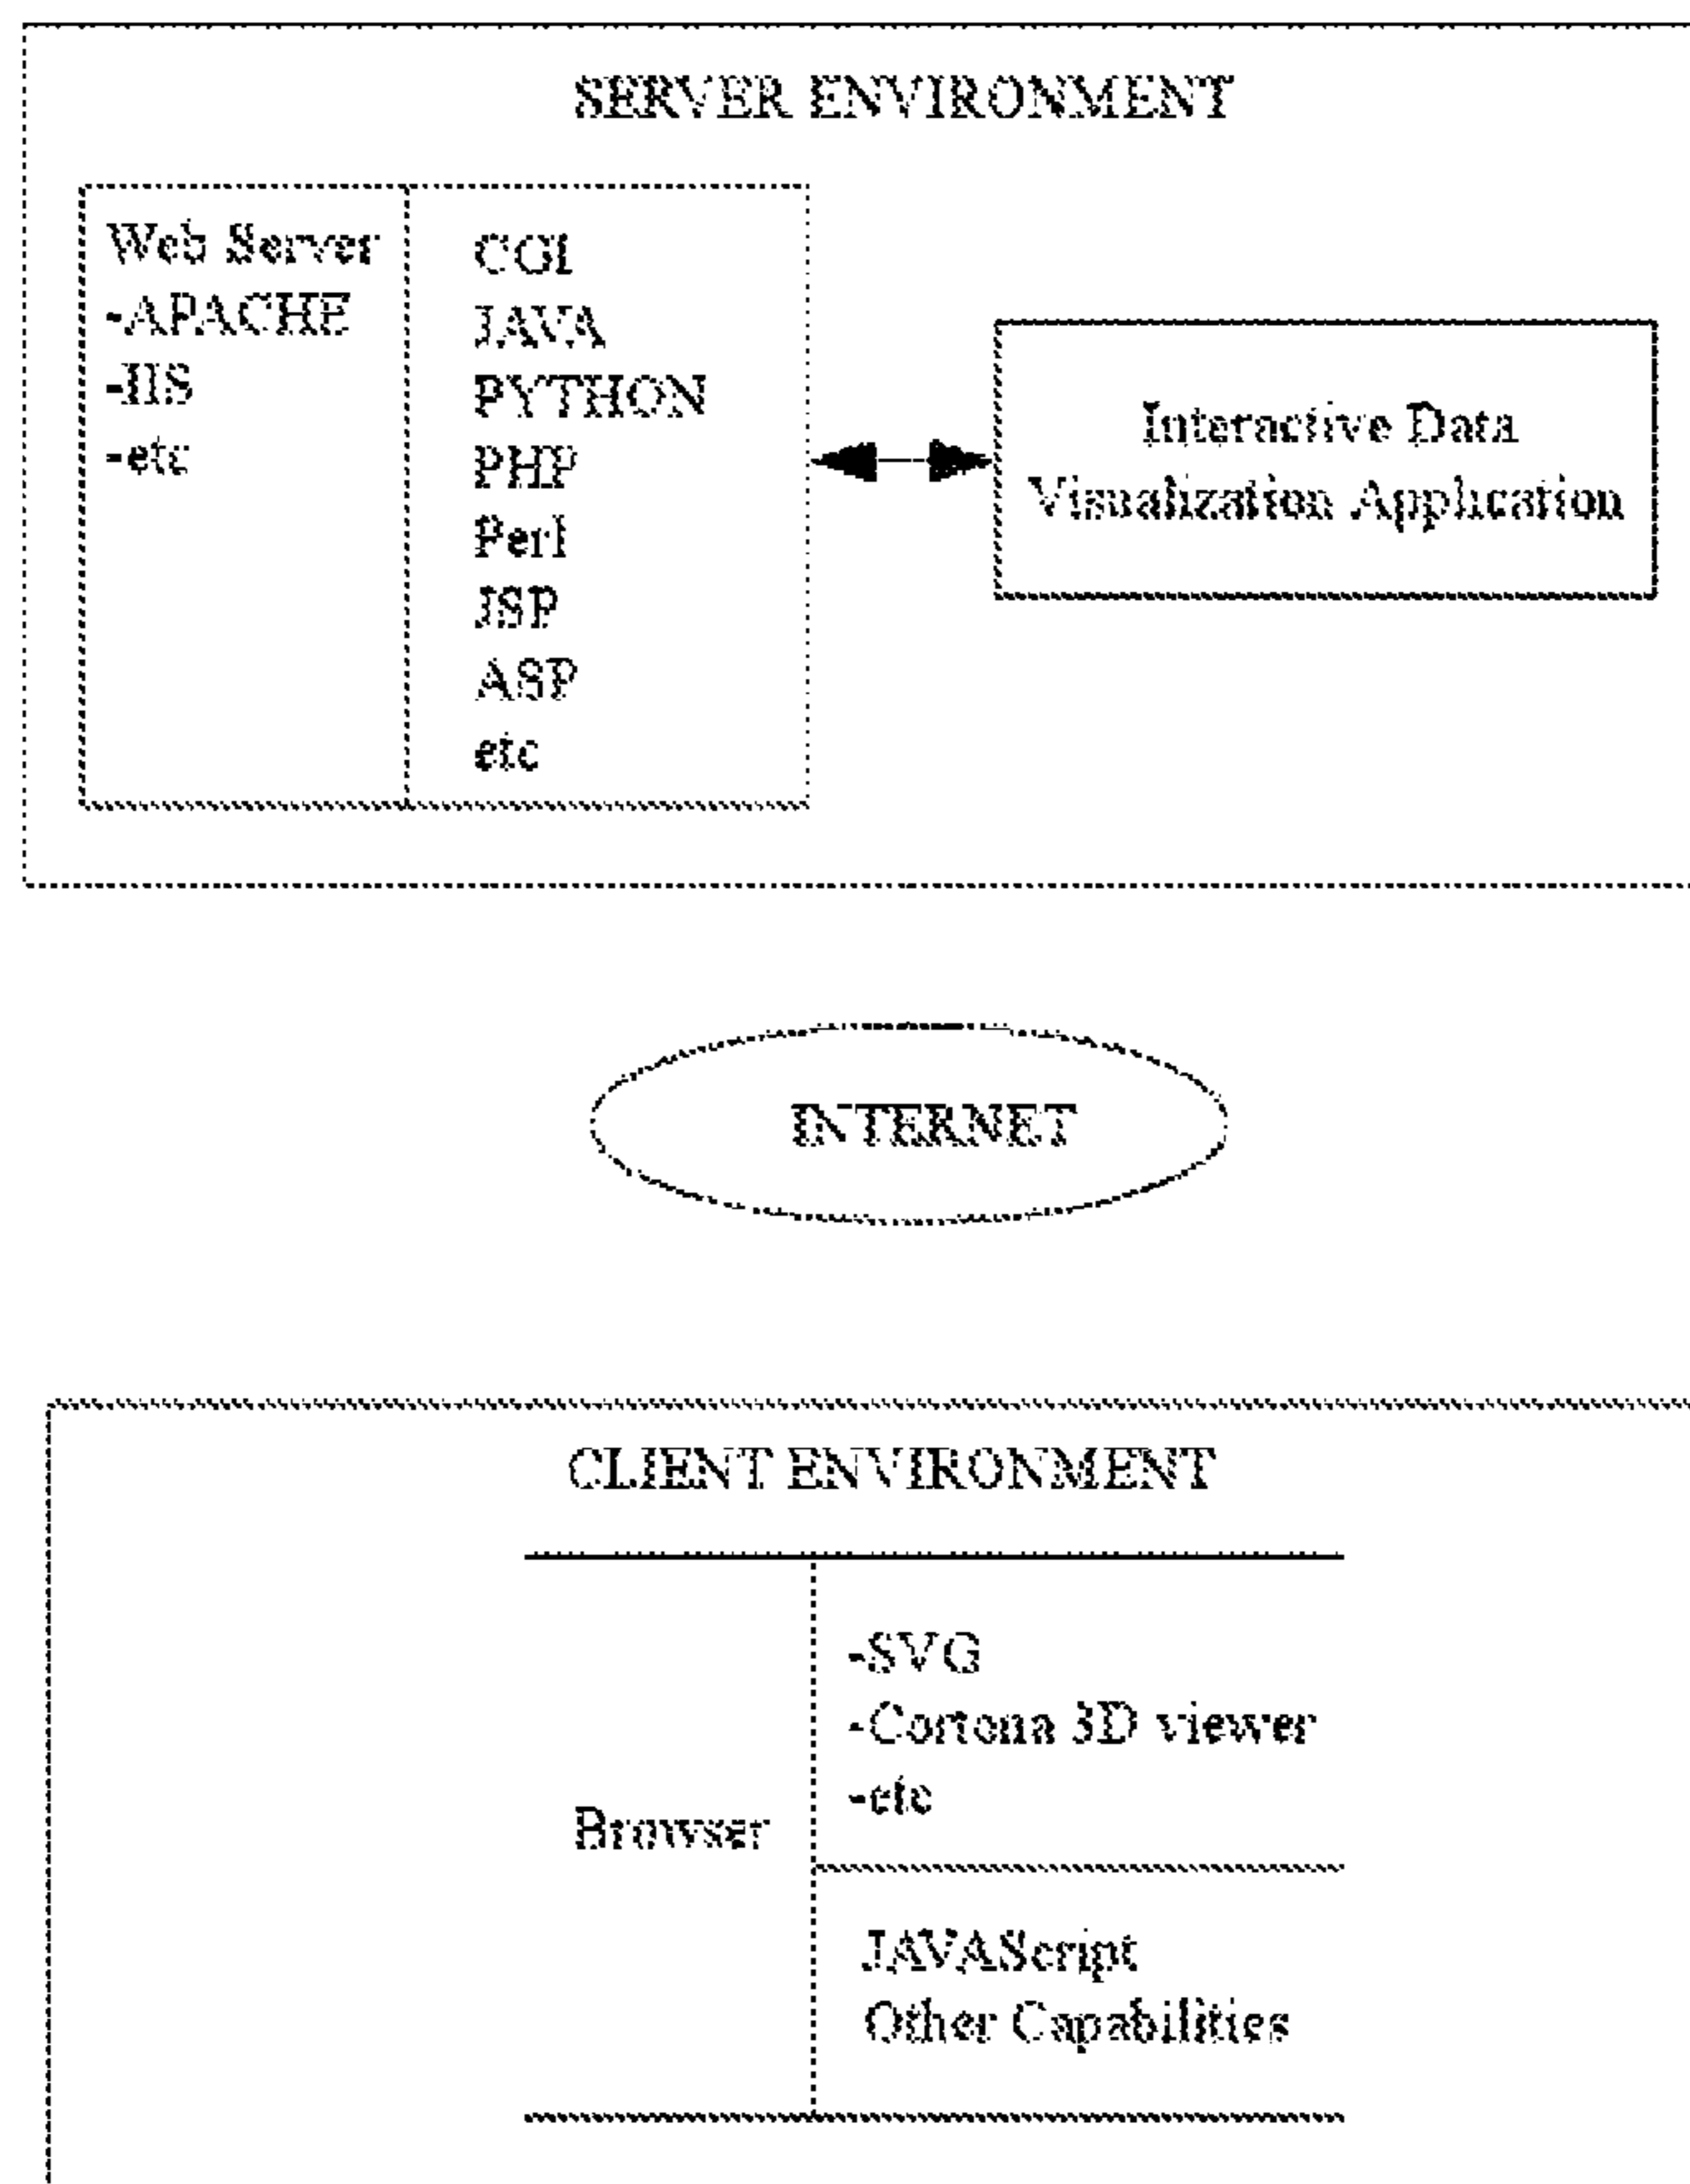 SERVER ENVIRONMENT
Web Server
-APACHE
-IIS
-etc
CGI
JAVA
PYTHON
PHP
Perl
JSP
ASP
etc
Interactive Data
Visualization Application
INTERNET
CLIENT ENVIRONMENT
Browser
-SVG
-Cortona 3D viewer
-etc
JAVAScript
Other Capabilities